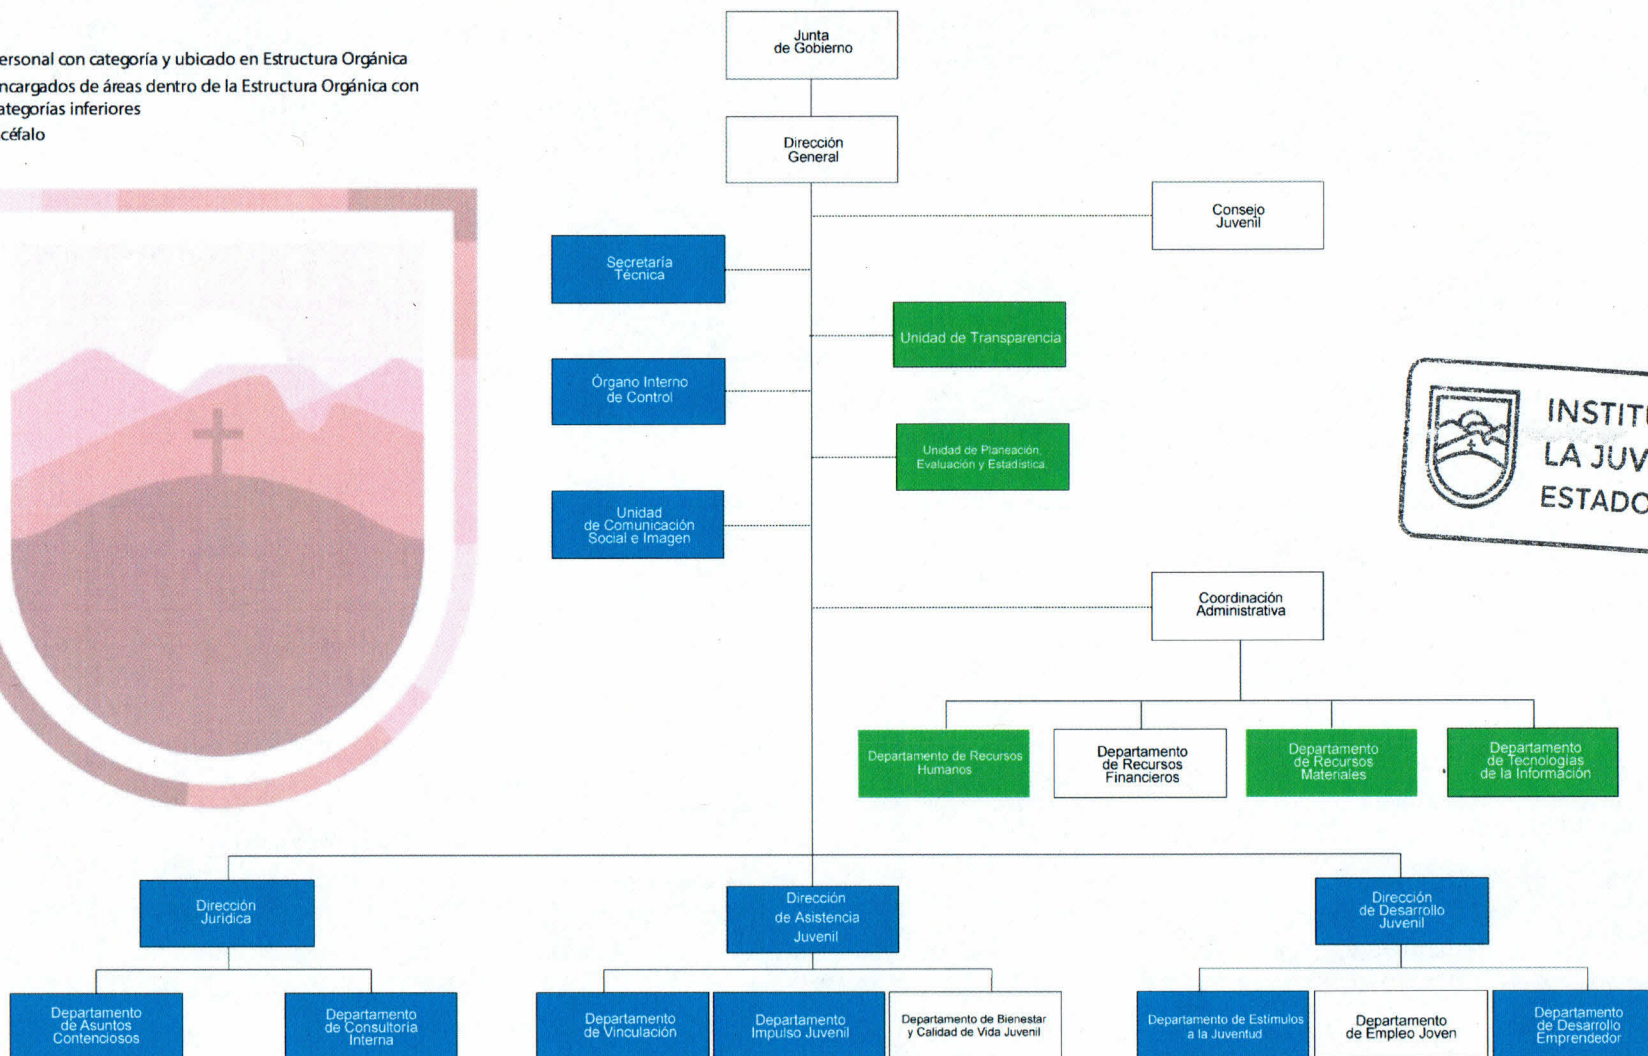 ersonal con categoría y ubicado en Estructura Orgánica
ncargados de áreas dentro de la Estructura Orgánica con
ategorías inferiores
céfalo
Junta
de Gobierno
Dirección
General
Consejo
Juvenil
Secretaría
Técnica
Unidad de Transparencia
Órgano Interno
de Control
Unidad de Planeación,
Evaluación y Estadística.
Unidad
de Comunicación
Social e Imagen
INSTIT
LA JUV
ESTADO
Coordinación
Administrativa
Departamento de Recursos
Humanos
Departamento
de Recursos
Financieros
Departamento
de Recursos
Materiales
Departamento
de Tecnologías
de la Información
Dirección
Jurídica
Dirección
de Asistencia
Juvenil
Dirección
de Desarrollo
Juvenil
Departamento
de Asuntos
Contenciosos
Departamento
de Consultoría
Interna
Departamento
de Vinculación
Departamento
Impulso Juvenil
Departamento de Bienestar
y Calidad de Vida Juvenil
Departamento de Estímulos
a la Juventud
Departamento
de Empleo Joven
Departamento
de Desarrollo
Emprendedor